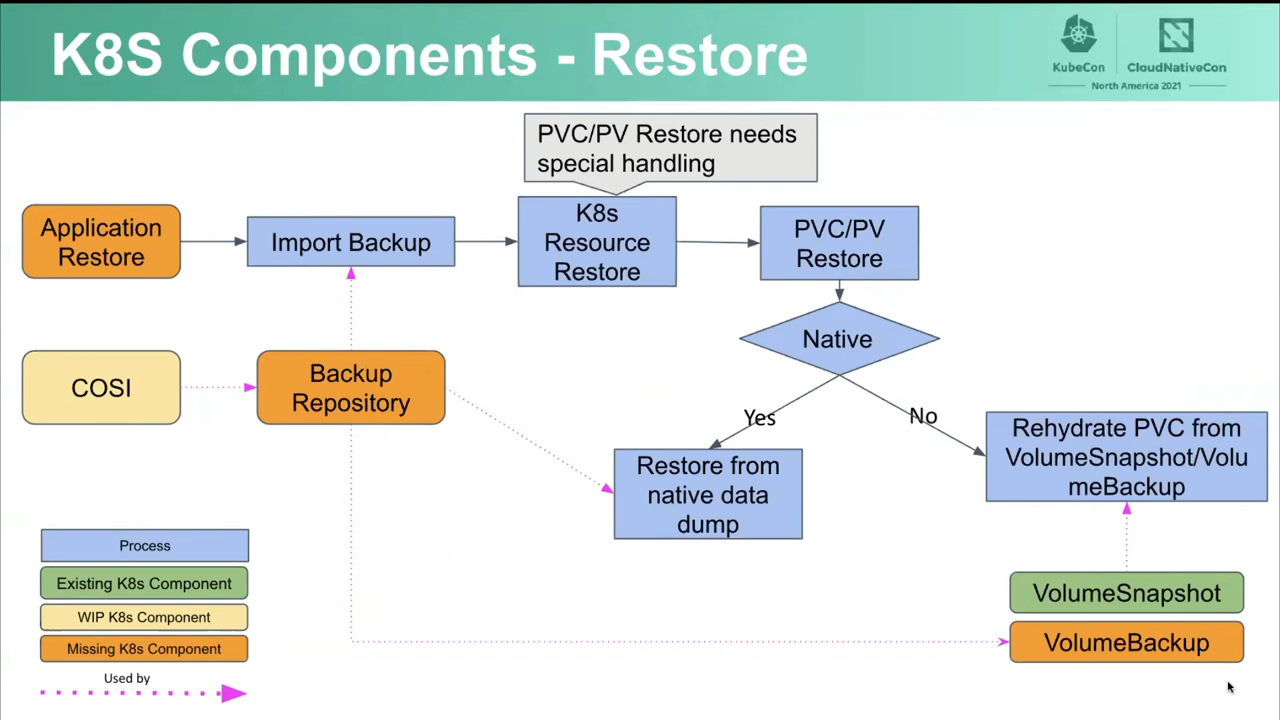 K8S Components - Restore
KubeCon
CloudNativeCon
North America 2021
PVC/PV Restore needs
special handling
Application
Restore
Import Backup
K8s
Resource
Restore
PVC/PV
Restore
Native
COSI
Backup
Repository
Yes
No
Restore from
native data
dump
Rehydrate PVC from
VolumeSnapshot/Volu
meBackup
Process
Existing K8s Component
WIP K8s Component
Missing K8s Component
Used by
VolumeSnapshot
VolumeBackup